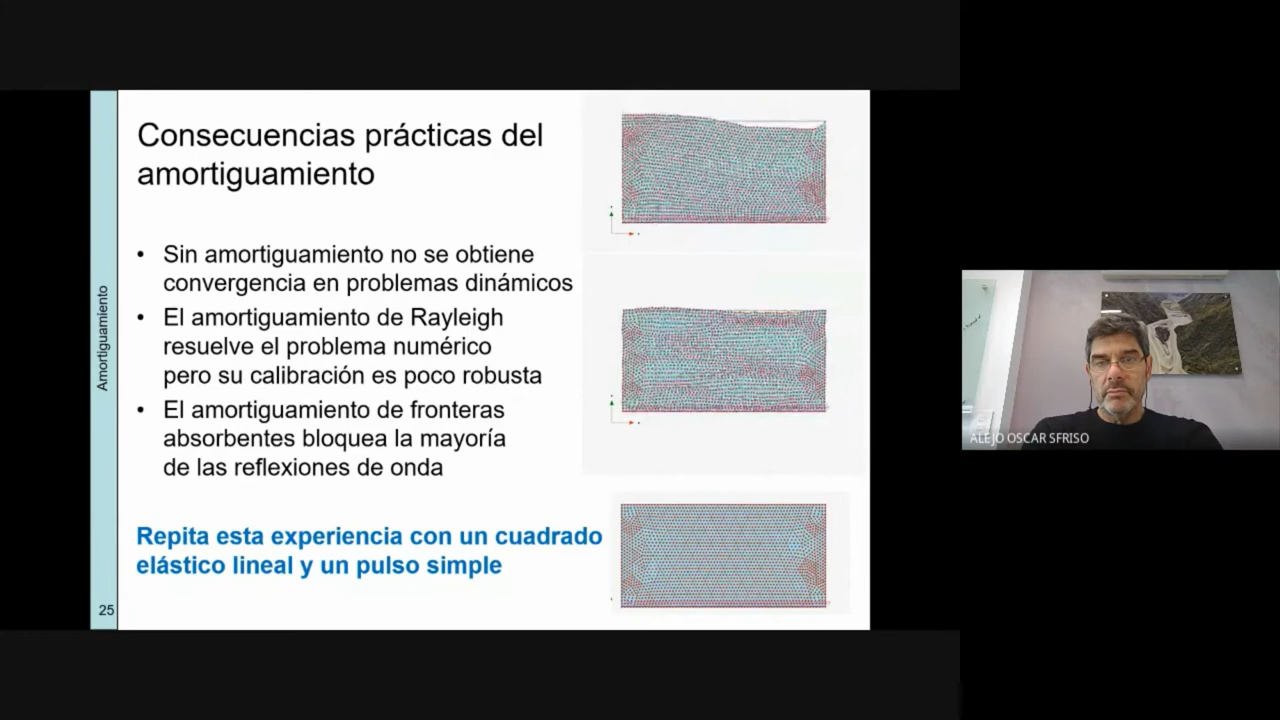 Consecuencias prácticas del
amortiguamiento
• Sin amortiguamiento no se obtiene
convergencia en problemas dinámicos
• El amortiguamiento de Rayleigh
resuelve el problema numérico
pero su calibración es poco robusta
• El amortiguamiento de fronteras
absorbentes bloquea la mayoría
de las reflexiones de onda
Repita esta experiencia con un cuadrado
elástico lineal y un pulso simple
Amortiguamiento
25
ALEJO OSCAR SFRISO